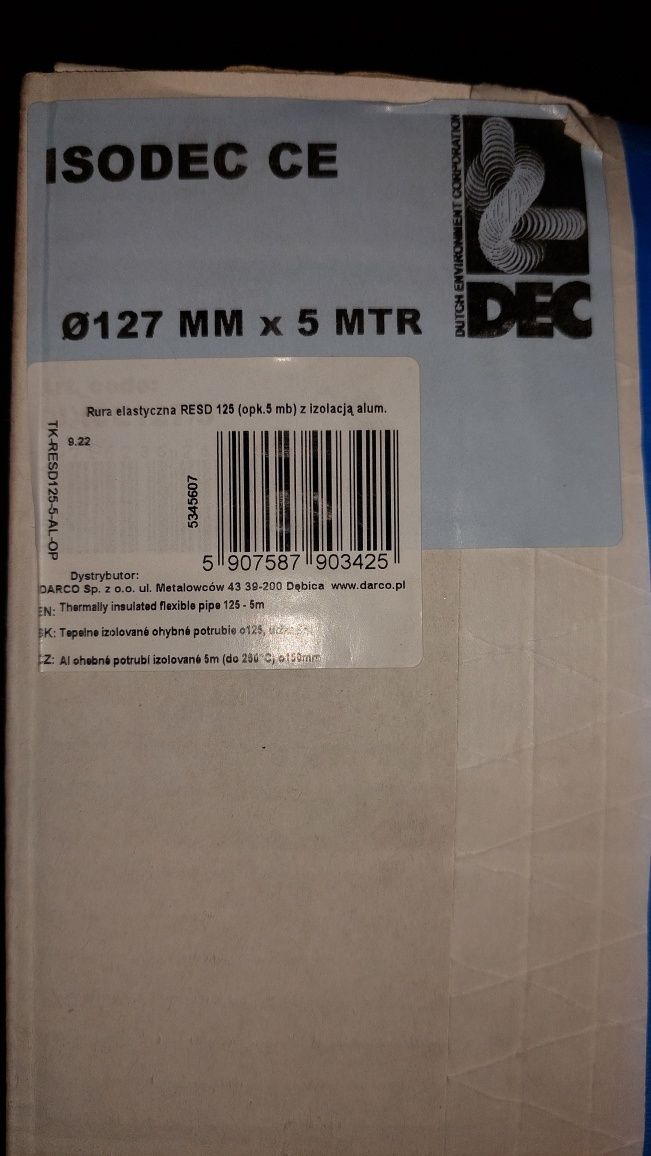 ISODEC CE
DUTCH ENVIRONMENT CORPORATION
DEC
Ø127 MM x 5 MTR
Rura elastyczna RESD 125 (opk.5 mb) z izolacją alum.
TK-RESD125-5-AL-OP
9.22
5345607
5 907587 903425
Dystrybutor:
DARCO Sp. z o.o. ul. Metalowców 43 39-200 Dębica www.darco.pl
EN: Thermally insulated flexible pipe 125 - 5m
SK: Tepelne izolované ohybné potrubie o125,
CZ: Al ohebné potrubí izolované 5m (do 250°C)